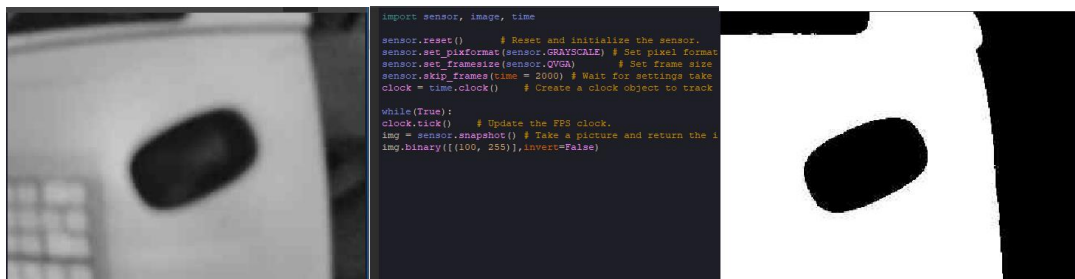 import sensor, image, time
sensor.reset() # Reset and initialize the sensor.
sensor.set_pixformat(sensor.GRAYSCALE) # Set pixel format
sensor.set_framesize(sensor.QVGA) # Set frame size
sensor.skip_frames(time = 2000) # Wait for settings take
clock = time.clock() # Create a clock object to track
while(True):
clock.tick() # Update the FPS clock.
img = sensor.snapshot() # Take a picture and return the i
img.binary([(100, 255)],invert=False)